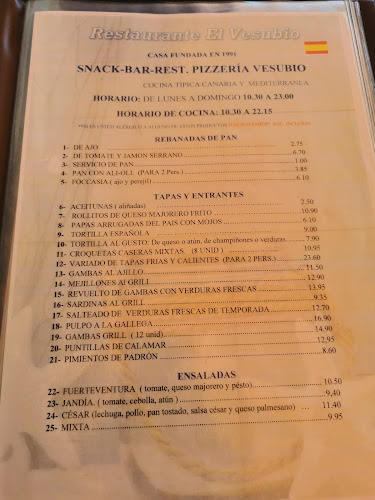 Restaurante El Vesubio
CASA FUNDADA EN 1991
SNACK-BAR-REST. PIZZERÍA VESUBIO
COCINA TIPICA CANARIA Y MEDITERRANEA
HORARIO: DE LUNES A DOMINGO 10.30 A 23.00
HORARIO DE COCINA: 10.30 A 22.15
REBANADAS DE PAN
1- DE AJO 2.75
2- DE TOMATE Y JAMON SERRANO 6.70
3- SERVICIO DE PAN 1.00
4- PAN CON ALI-OLI. (PARA 2 Pers.) 3.85
5- FOCCASÍA ( ajo y perejil) 6.10
TAPAS Y ENTRANTES
6- ACEITUNAS ( aliñadas) 2.50
7- ROLLITOS DE QUESO MAJORERO FRITO 10.90
8- PAPAS ARRUGADAS DEL PAIS CON MOJOS 6.10
9- TORTILLA ESPAÑOLA 9.00
10- TORTILLA AL GUSTO: De queso o atún, de champiñones o verduras 7.90
11- CROQUETAS CASERAS MIXTAS. (8 UNID ) 10.95
12- VARIADO DE TAPAS FRIAS Y CALIENTES (PARA 2 PERS.) 23.60
13- GAMBAS AL AJILLO 11.50
14- MEJILLONES Al GRILL 12.90
15- REVUELTO DE GAMBAS CON VERDURAS FRESCAS 13.95
16- SARDINAS AL GRILL 9.35
17- SALTEADO DE VERDURAS FRESCAS DE TEMPORADA 12.70
18- PULPO A LA GALLEGA 16.90
19- GAMBAS GRILL ( 12 unid) 14.90
20- PUNTILLAS DE CALAMAR 12.95
21- PIMIENTOS DE PADRÓN 8.60
ENSALADAS
22- FUERTEVENTURA ( tomate, queso majorero y pésto) 10.50
23- JANDÍA. ( tomate, cebolla, atún ) 9,40
24- CÉSAR (lechuga, pollo, pan tostado, salsa césar y queso palmesano) ... 11.40
25- MIXTA 9.95